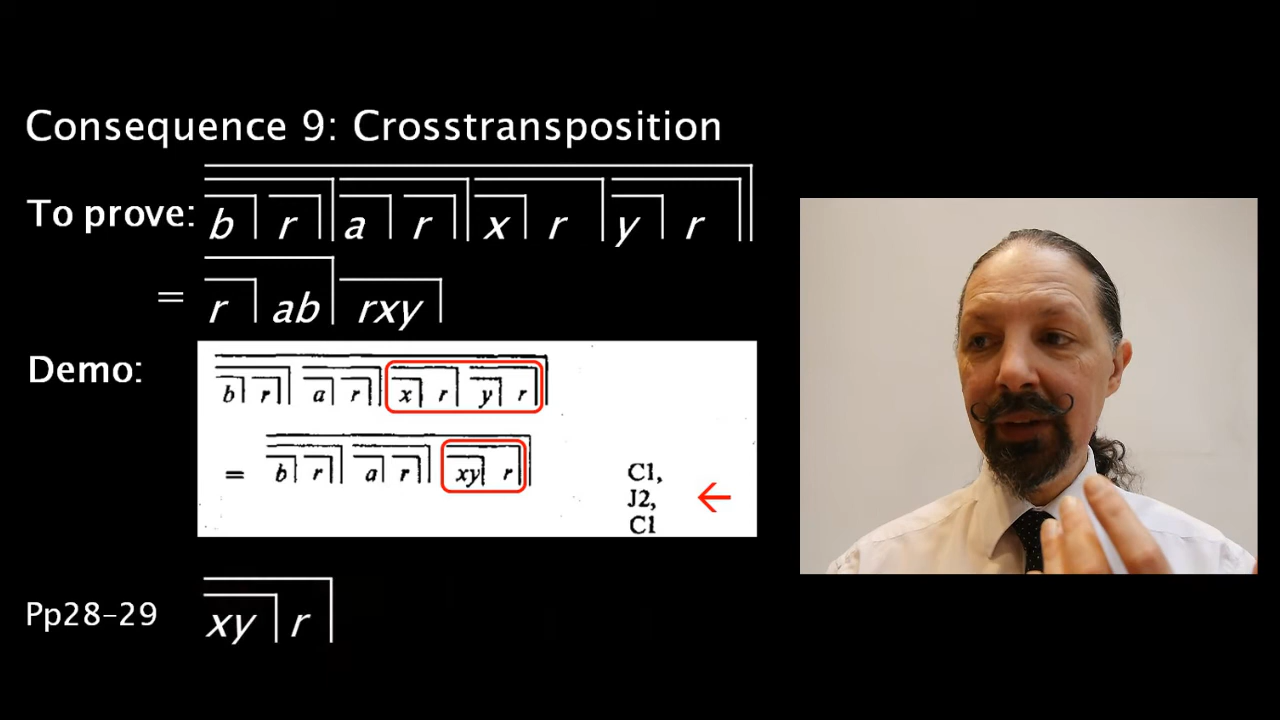 Consequence 9: Crosstransposition
To prove: b r a r x r y r
= r ab rxy
Demo:
b r a r x r y r
= b r a r xy r C1,
J2,
C1
Pp28-29 xy r